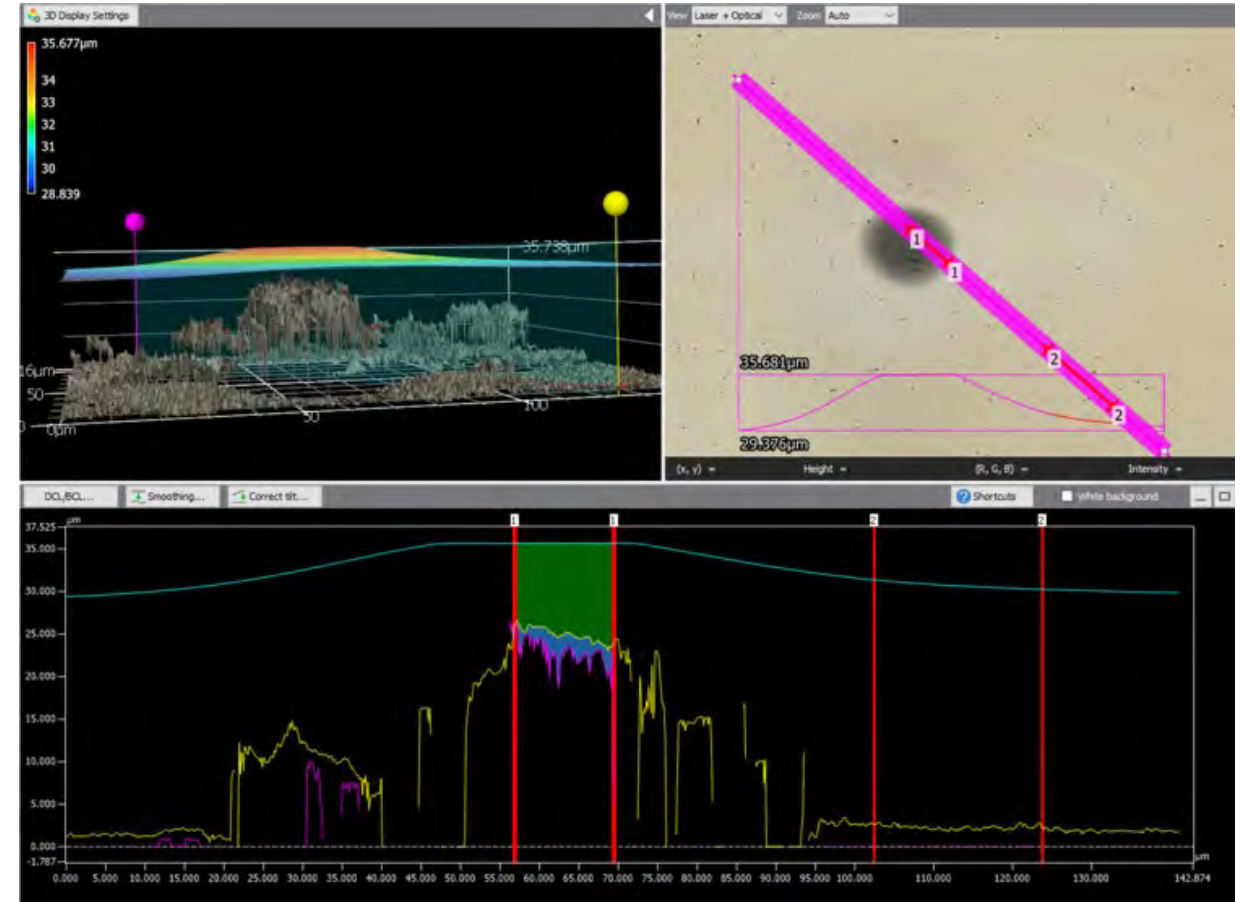 3D Display Settings
View Laser + Optical Zoom Auto
35.677µm
34
33
32
31
30
28.839
35.738µm
16µm
50
0µm
50
100
1
1
2
2
35.681µm
29.376µm
(x, y) = Height = (R, G, B) = Intensity =
DCL/BCL... Smoothing... Correct tilt... Shortcuts White background
µm
1 1 2 2
37.525
35.000
30.000
25.000
20.000
15.000
10.000
5.000
0.000
-1.787
µm
0.000 5.000 10.000 15.000 20.000 25.000 30.000 35.000 40.000 45.000 50.000 55.000 60.000 65.000 70.000 75.000 80.000 85.000 90.000 95.000 100.000 110.000 120.000 130.000 142.874